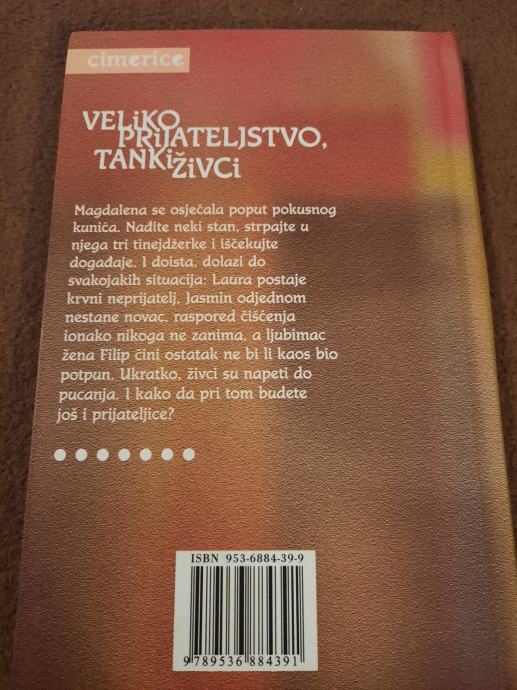 cimerice
VELiKO
PRIJATELJSTVO,
TANKi
ŽiVCi
Magdalena se osjećala poput pokusnog
kunića. Nađite neki stan, strpajte u
njega tri tinejdžerke i iščekujte
događaje. I doista, dolazi do
svakojakih situacija: Laura postaje
krvni neprijatelj, Jasmin odjednom
nestane novac, raspored čišćenja
ionako nikoga ne zanima, a ljubimac
žena Filip čini ostatak ne bi li kaos bio
potpun. Ukratko, živci su napeti do
pucanja. I kako da pri tom budete
još i prijateljice?
ISBN 953-6884-39-9
9 789536 884391